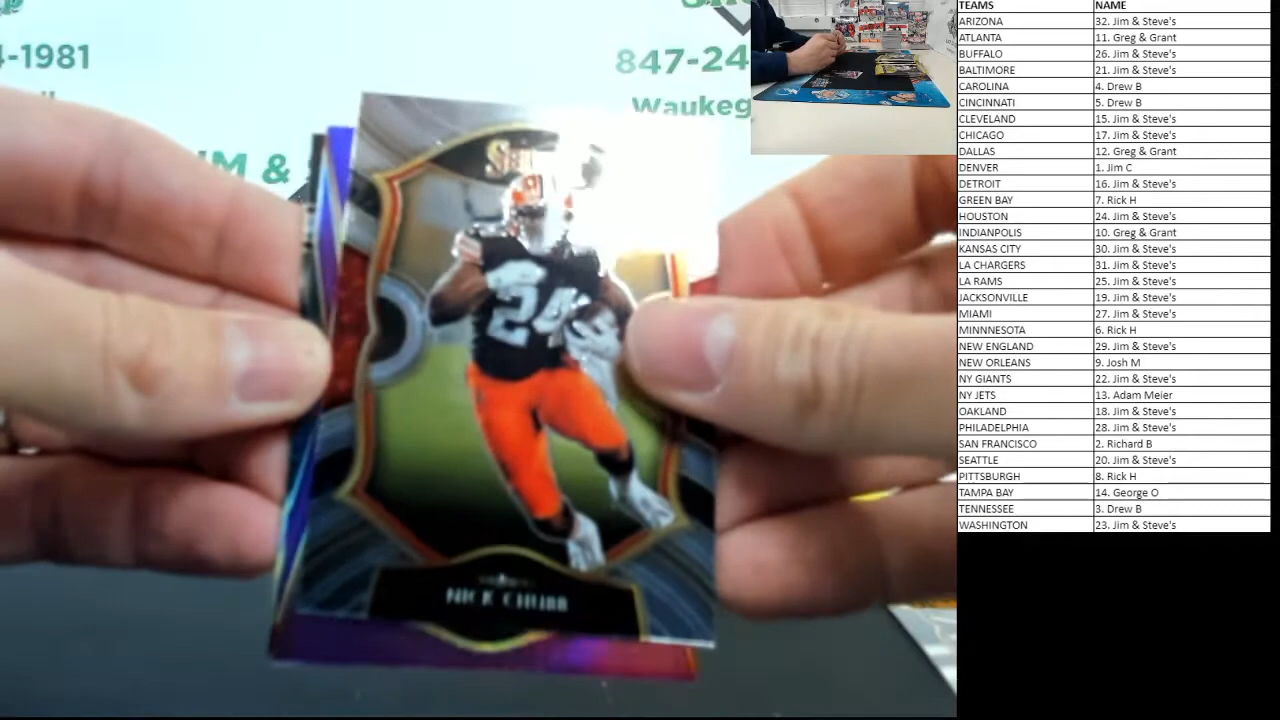 4-1981
847-24
Waukeg
IM &
24
NICK CHUBB
TEAMS NAME
ARIZONA 32. Jim & Steve's
ATLANTA 11. Greg & Grant
BUFFALO 26. Jim & Steve's
BALTIMORE 21. Jim & Steve's
CAROLINA 4. Drew B
CINCINNATI 5. Drew B
CLEVELAND 15. Jim & Steve's
CHICAGO 17. Jim & Steve's
DALLAS 12. Greg & Grant
DENVER 1. Jim C
DETROIT 16. Jim & Steve's
GREEN BAY 7. Rick H
HOUSTON 24. Jim & Steve's
INDIANPOLIS 10. Greg & Grant
KANSAS CITY 30. Jim & Steve's
LA CHARGERS 31. Jim & Steve's
LA RAMS 25. Jim & Steve's
JACKSONVILLE 19. Jim & Steve's
MIAMI 27. Jim & Steve's
MINNNESOTA 6. Rick H
NEW ENGLAND 29. Jim & Steve's
NEW ORLEANS 9. Josh M
NY GIANTS 22. Jim & Steve's
NY JETS 13. Adam Meier
OAKLAND 18. Jim & Steve's
PHILADELPHIA 28. Jim & Steve's
SAN FRANCISCO 2. Richard B
SEATTLE 20. Jim & Steve's
PITTSBURGH 8. Rick H
TAMPA BAY 14. George O
TENNESSEE 3. Drew B
WASHINGTON 23. Jim & Steve's